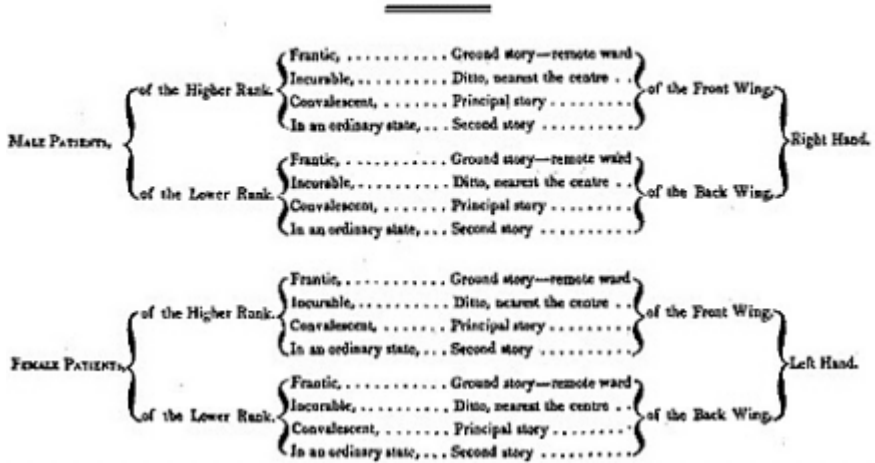 Frantic, .......... Ground story—remote ward
of the Higher Rank. Incurable, ......... Ditto, nearest the centre .. of the Front Wing,
Convalescent, ....... Principal story .........
In an ordinary state, ... Second story ..........
MALE PATIENTS, Right Hand.
Frantic, .......... Ground story—remote ward
of the Lower Rank. Incurable, ......... Ditto, nearest the centre .. of the Back Wing,
Convalescent, ....... Principal story .........
In an ordinary state, ... Second story ..........
Frantic, .......... Ground story—remote ward
of the Higher Rank. Incurable, ......... Ditto, nearest the centre .. of the Front Wing,
Convalescent, ....... Principal story .........
In an ordinary state, ... Second story ..........
FEMALE PATIENTS, Left Hand.
Frantic, .......... Ground story—remote ward
of the Lower Rank. Incurable, ......... Ditto, nearest the centre .. of the Back Wing,
Convalescent, ....... Principal story .........
In an ordinary state, ... Second story ..........